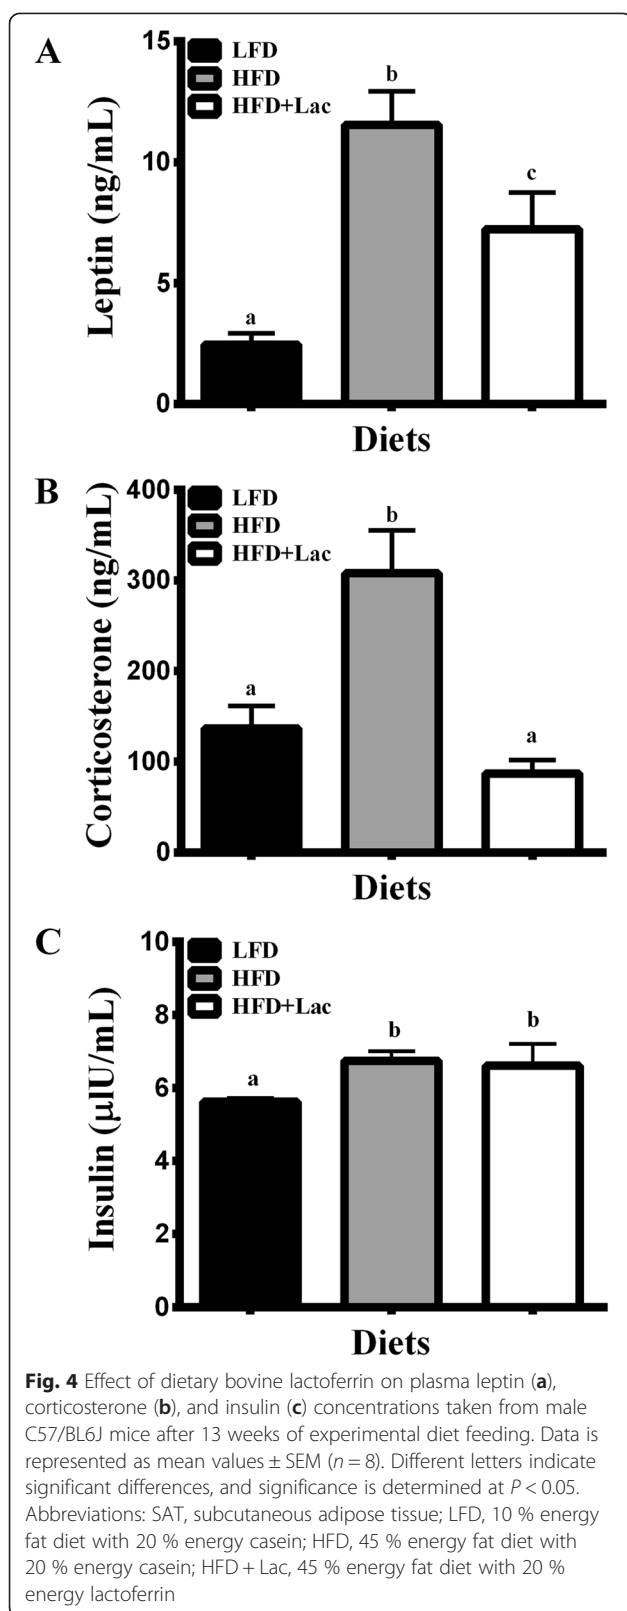 A
15
LFD
HFD
HFD+Lac
b
c
a
10
5
0
Leptin (ng/mL)
Diets
B
400
LFD
HFD
HFD+Lac
b
a
a
300
200
100
0
Corticosterone (ng/mL)
Diets
C
10
LFD
HFD
HFD+Lac
b
b
a
8
6
4
2
0
Insulin (µIU/mL)
Diets
Fig. 4 Effect of dietary bovine lactoferrin on plasma leptin (a),
corticosterone (b), and insulin (c) concentrations taken from male
C57/BL6J mice after 13 weeks of experimental diet feeding. Data is
represented as mean values ± SEM (n = 8). Different letters indicate
significant differences, and significance is determined at P < 0.05.
Abbreviations: SAT, subcutaneous adipose tissue; LFD, 10 % energy
fat diet with 20 % energy casein; HFD, 45 % energy fat diet with
20 % energy casein; HFD + Lac, 45 % energy fat diet with 20 %
energy lactoferrin